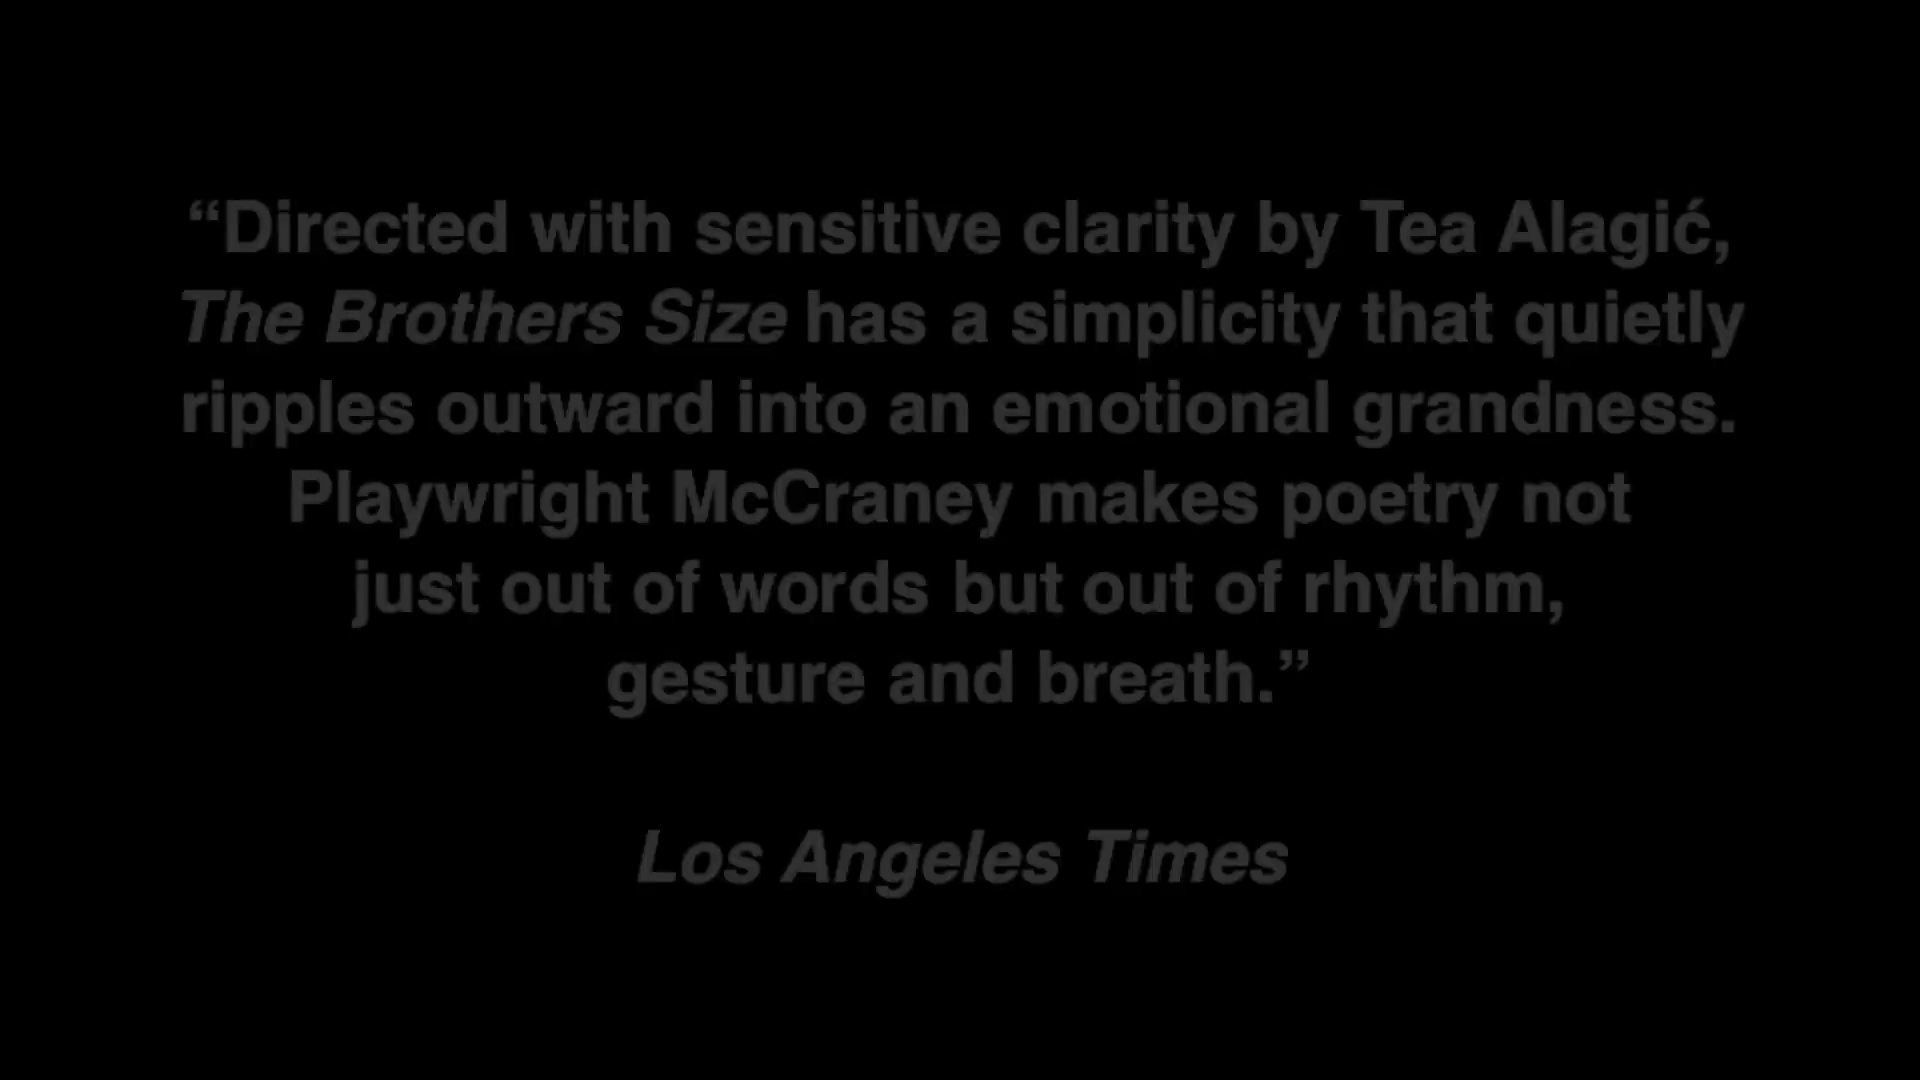 “Directed with sensitive clarity by Tea Alagić,
The Brothers Size has a simplicity that quietly
ripples outward into an emotional grandness.
Playwright McCraney makes poetry not
just out of words but out of rhythm,
gesture and breath.”
Los Angeles Times